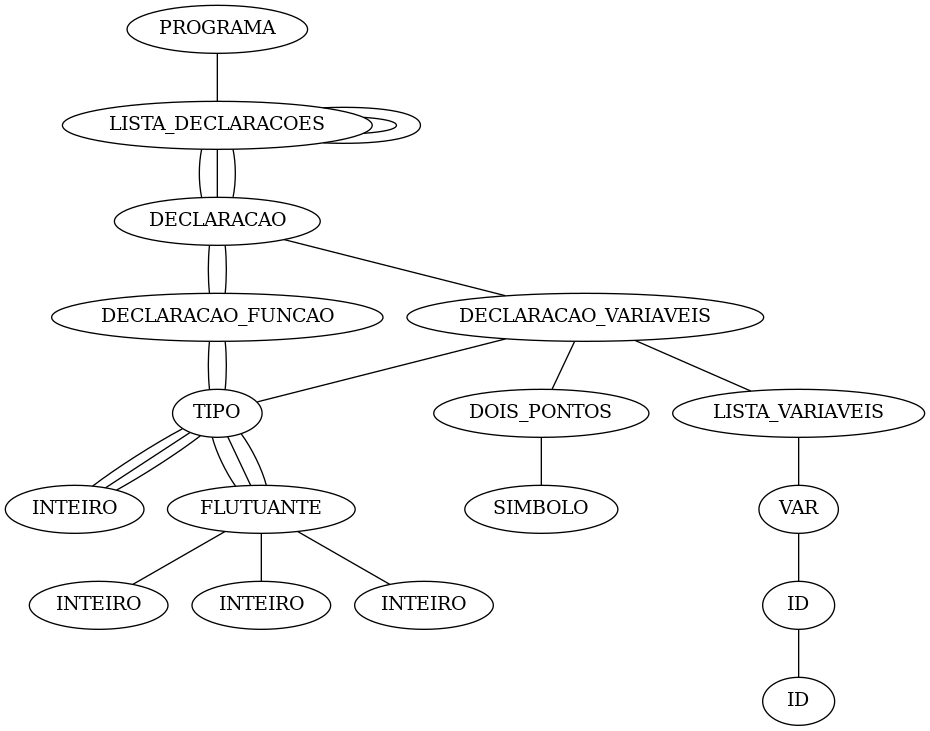 PROGRAMA
LISTA_DECLARACOES
DECLARACAO
DECLARACAO_FUNCAO
DECLARACAO_VARIAVEIS
TIPO
DOIS_PONTOS
LISTA_VARIAVEIS
INTEIRO
FLUTUANTE
SIMBOLO
VAR
INTEIRO
INTEIRO
INTEIRO
ID
ID